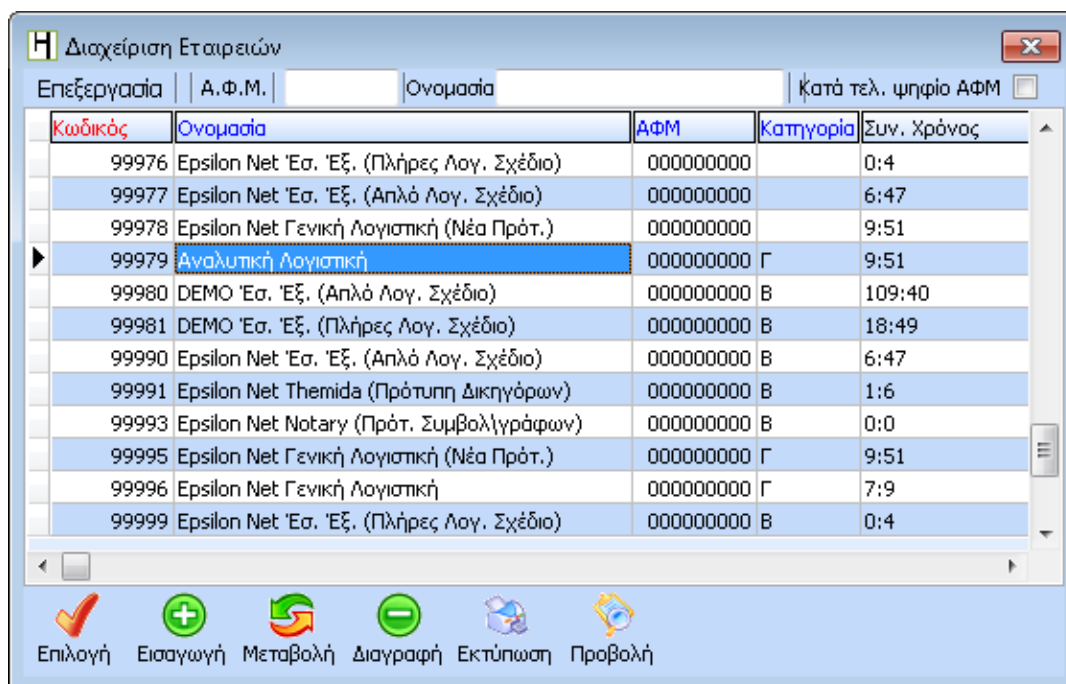 Διαχείριση Εταιρειών
Επεξεργασία Α.Φ.Μ. Ονομασία Κατά τελ. ψηφίο ΑΦΜ
Κωδικός Ονομασία ΑΦΜ Κατηγορία Συν. Χρόνος
99976 Epsilon Net Έσ. Έξ. (Πλήρες Λογ. Σχέδιο) 000000000 0:4
99977 Epsilon Net Έσ. Έξ. (Απλό Λογ. Σχέδιο) 000000000 6:47
99978 Epsilon Net Γενική Λογιστική (Νέα Πρότ.) 000000000 9:51
99979 Αναλυτική Λογιστική 000000000 Γ 9:51
99980 DEMO Έσ. Έξ. (Απλό Λογ. Σχέδιο) 000000000 Β 109:40
99981 DEMO Έσ. Έξ. (Πλήρες Λογ. Σχέδιο) 000000000 Β 18:49
99990 Epsilon Net Έσ. Έξ. (Απλό Λογ. Σχέδιο) 000000000 Β 6:47
99991 Epsilon Net Themida (Πρότυπη Δικηγόρων) 000000000 Β 1:6
99993 Epsilon Net Notary (Πρότ. Συμβολ\γράφων) 000000000 Β 0:0
99995 Epsilon Net Γενική Λογιστική (Νέα Πρότ.) 000000000 Γ 9:51
99996 Epsilon Net Γενική Λογιστική 000000000 Γ 7:9
99999 Epsilon Net Έσ. Έξ. (Πλήρες Λογ. Σχέδιο) 000000000 Β 0:4
Επιλογή Εισαγωγή Μεταβολή Διαγραφή Εκτύπωση Προβολή